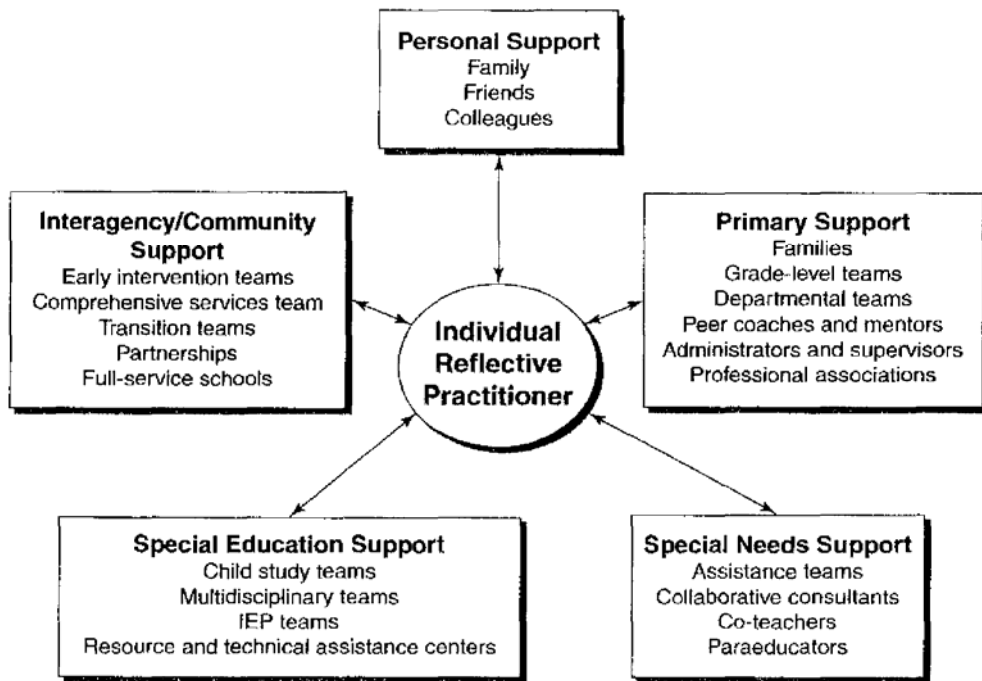 Personal Support
Family
Friends
Colleagues
Interagency/Community
Support
Early intervention teams
Comprehensive services team
Transition teams
Partnerships
Full-service schools
Primary Support
Families
Grade-level teams
Departmental teams
Peer coaches and mentors
Administrators and supervisors
Professional associations
Individual
Reflective
Practitioner
Special Education Support
Child study teams
Multidisciplinary teams
IEP teams
Resource and technical assistance centers
Special Needs Support
Assistance teams
Collaborative consultants
Co-teachers
Paraeducators